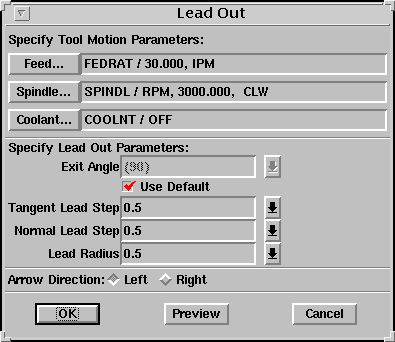 Lead Out
Specify Tool Motion Parameters:
Feed... FEDRAT / 30.000, IPM
Spindle... SPINDL / RPM, 3000.000, CLW
Coolant... COOLNT / OFF
Specify Lead Out Parameters:
Exit Angle (90)
Use Default
Tangent Lead Step 0.5
Normal Lead Step 0.5
Lead Radius 0.5
Arrow Direction: Left Right
OK Preview Cancel